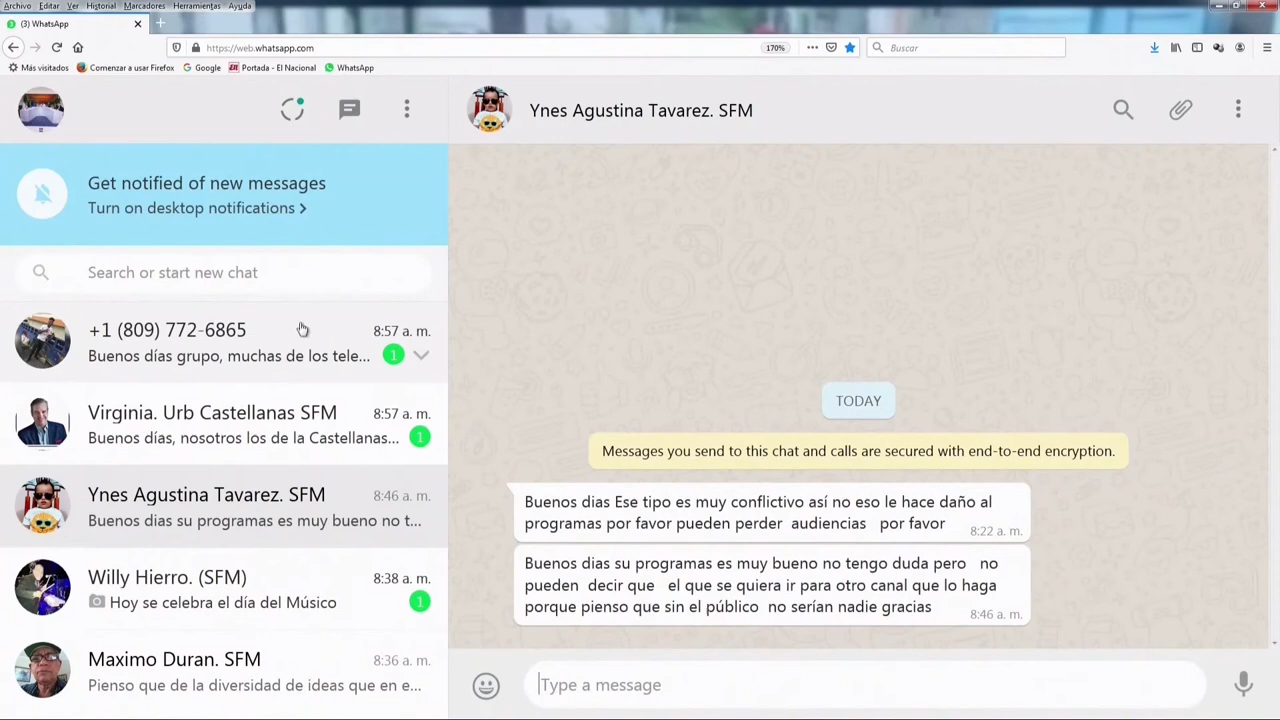 Archivo Editar Ver Historial Marcadores Herramientas Ayuda
(3) WhatsApp
https://web.whatsapp.com
170%
Buscar
Más visitados
Comenzar a usar Firefox
Google
Portada - El Nacional
WhatsApp
Ynes Agustina Tavarez. SFM
Get notified of new messages
Turn on desktop notifications >
Search or start new chat
+1 (809) 772-6865
8:57 a. m.
Buenos días grupo, muchas de los tele...
1
Virginia. Urb Castellanas SFM
8:57 a. m.
Buenos días, nosotros los de la Castellanas...
1
Ynes Agustina Tavarez. SFM
8:46 a. m.
Buenos dias su programas es muy bueno no t...
Willy Hierro. (SFM)
8:38 a. m.
Hoy se celebra el día del Músico
1
Maximo Duran. SFM
8:36 a. m.
Pienso que de la diversidad de ideas que en e...
TODAY
Messages you send to this chat and calls are secured with end-to-end encryption.
Buenos dias Ese tipo es muy conflictivo así no eso le hace daño al
programas por favor pueden perder audiencias por favor
8:22 a. m.
Buenos dias su programas es muy bueno no tengo duda pero no
pueden decir que el que se quiera ir para otro canal que lo haga
porque pienso que sin el público no serían nadie gracias
8:46 a. m.
Type a message